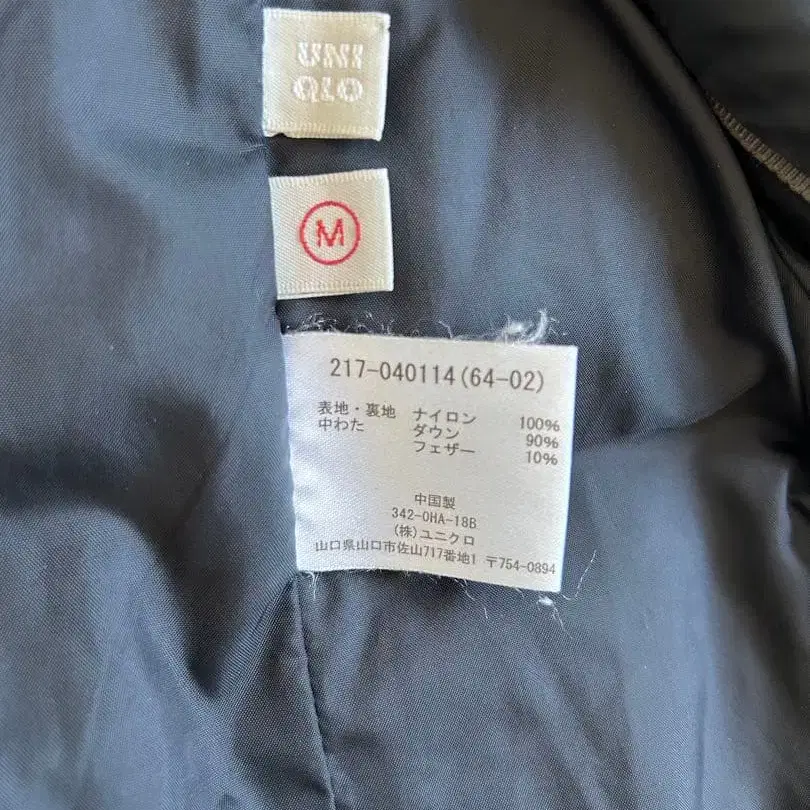 UNI
QLO
M
217-040114(64-02)
表地・裏地 ナイロン 100%
中わた ダウン 90%
フェザー 10%
中国製
342-OHA-18B
(株)ユニクロ
山口県山口市佐山717番地1 〒754-0894